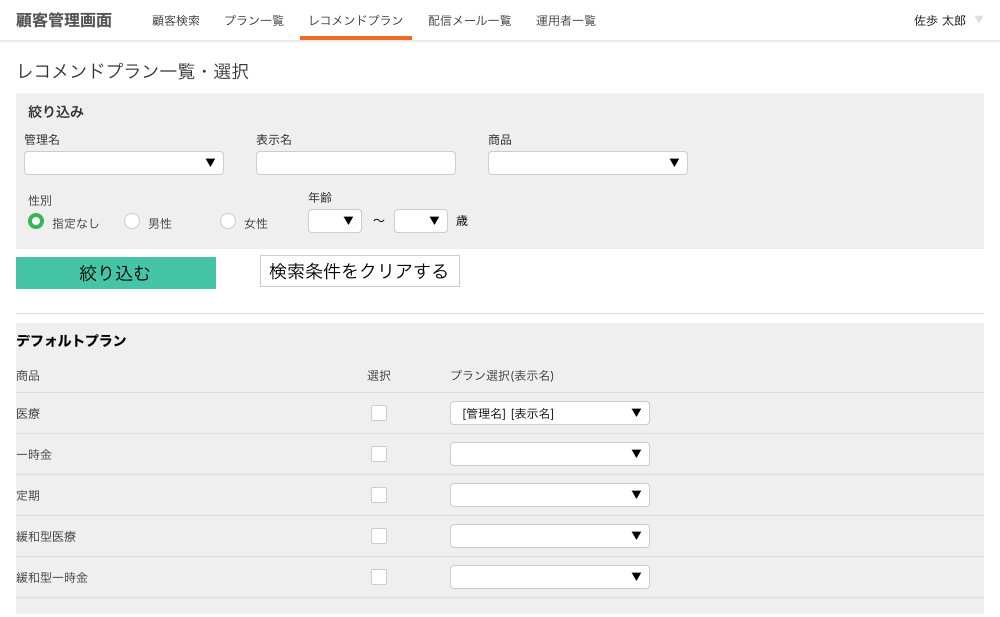 顧客管理画面 顧客検索 プラン一覧 レコメンドプラン 配信メール一覧 運用者一覧 佐歩 太郎
レコメンドプラン一覧・選択
絞り込み
管理名 表示名 商品
性別 年齢
指定なし 男性 女性 〜 歳
絞り込む 検索条件をクリアする
デフォルトプラン
商品 選択 プラン選択(表示名)
医療 [管理名] [表示名]
一時金
定期
緩和型医療
緩和型一時金